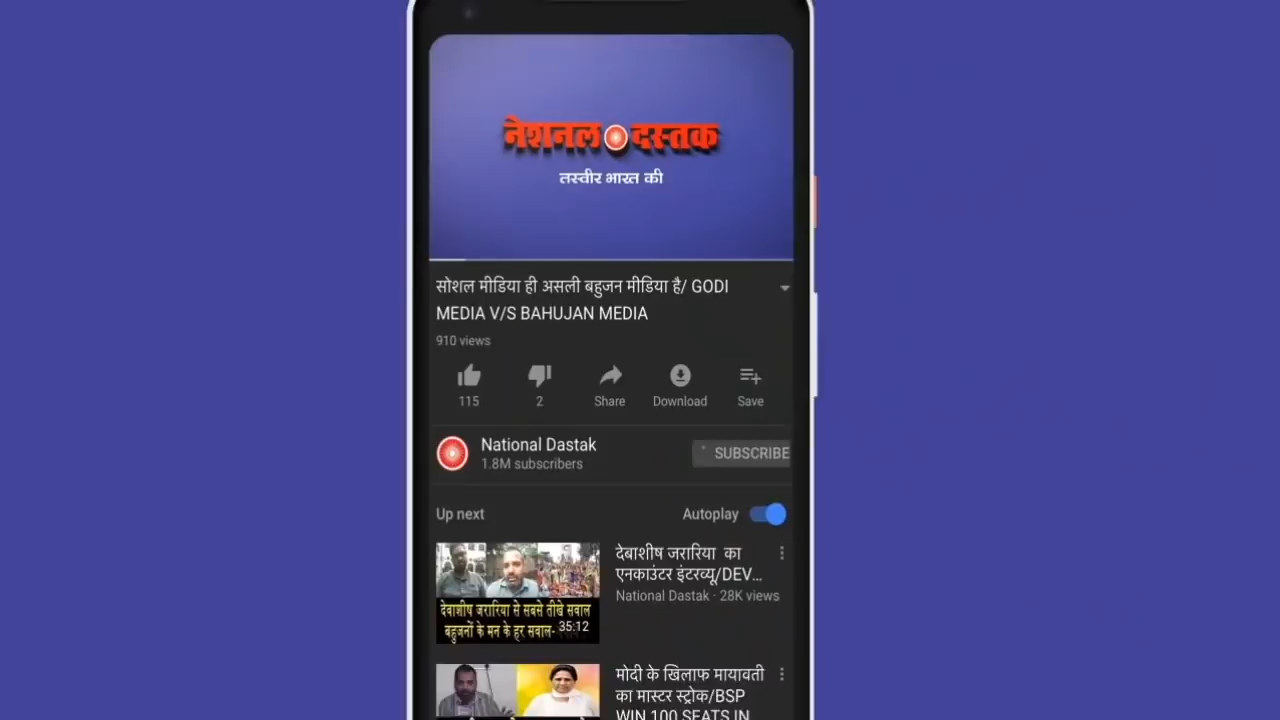 नेशनल दस्तक
तस्वीर भारत की
सोशल मीडिया ही असली बहुजन मीडिया है/ GODI
MEDIA V/S BAHUJAN MEDIA
910 views
115
2
Share
Download
Save
National Dastak
1.8M subscribers
SUBSCRIBE
Up next
Autoplay
देबाशीष जरारिया का
एनकाउंटर इंटरव्यू/DEV...
National Dastak · 28K views
देवाशीष जरारिया से सबसे तीखे सवाल
बहुजनों के मन के हर सवाल-
35:12
मोदी के खिलाफ मायावती
का मास्टर स्ट्रोक/BSP
WIN 100 SEATS IN